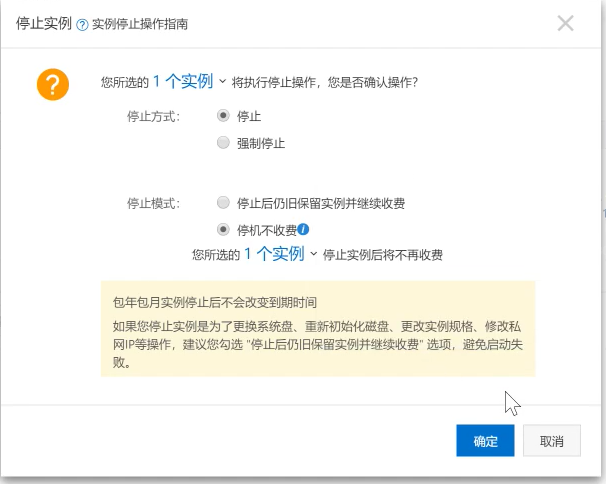 停止实例 ? 实例停止操作指南
您所选的 1 个实例 将执行停止操作，您是否确认操作？
停止方式： 停止
强制停止
停止模式： 停止后仍旧保留实例并继续收费
停机不收费
您所选的 1 个实例 停止实例后将不再收费
包年包月实例停止后不会改变到期时间
如果您停止实例是为了更换系统盘、重新初始化磁盘、更改实例规格、修改私
网IP等操作，建议您勾选 "停止后仍旧保留实例并继续收费" 选项，避免启动失
败。
确定 取消